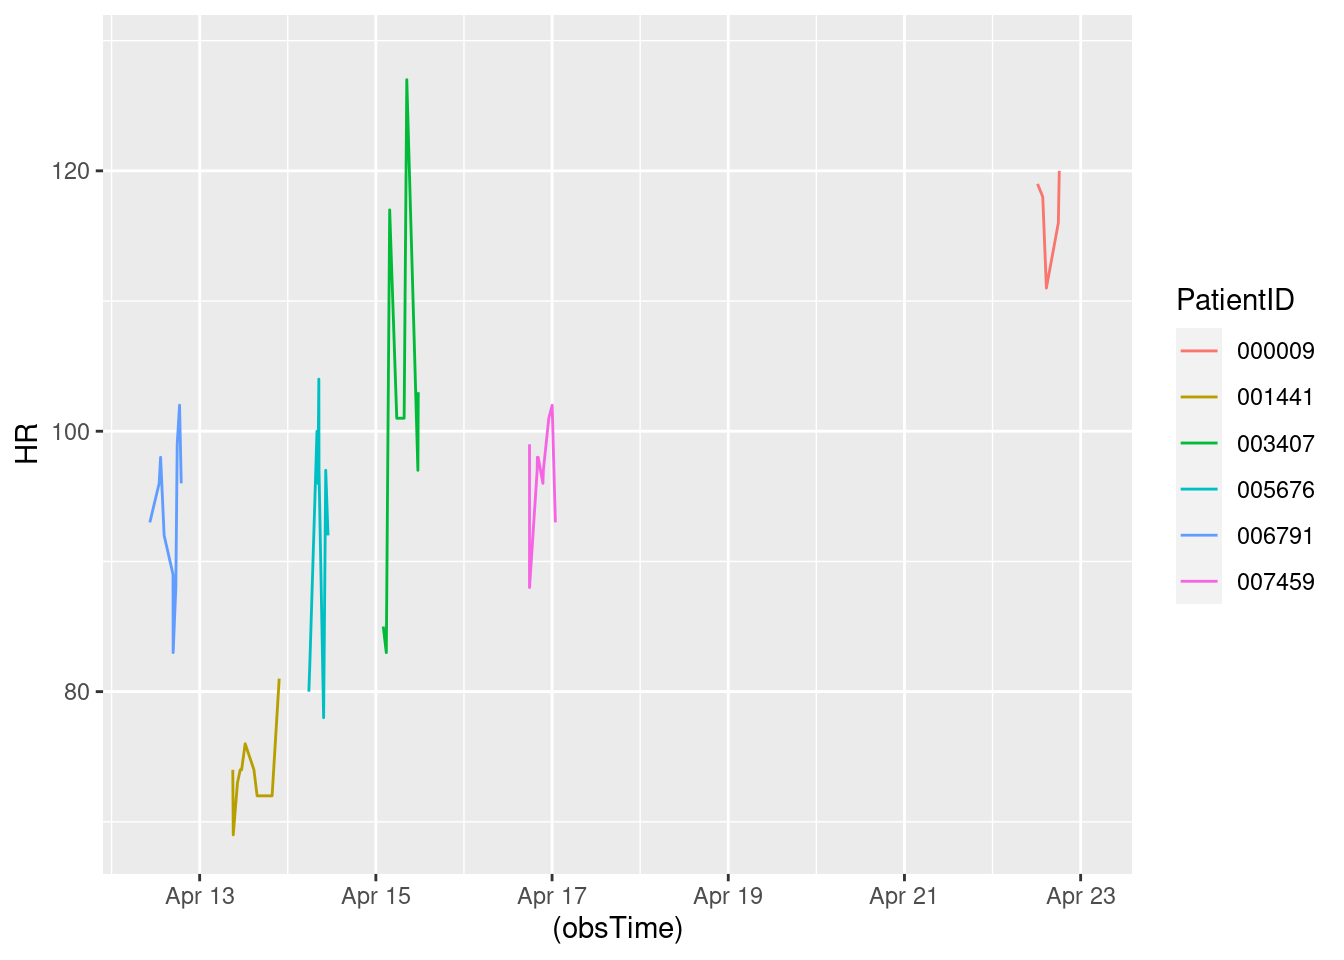 HR
120
100
80
Apr 13
Apr 15
Apr 17
Apr 19
Apr 21
Apr 23
(obsTime)
PatientID
000009
001441
003407
005676
006791
007459